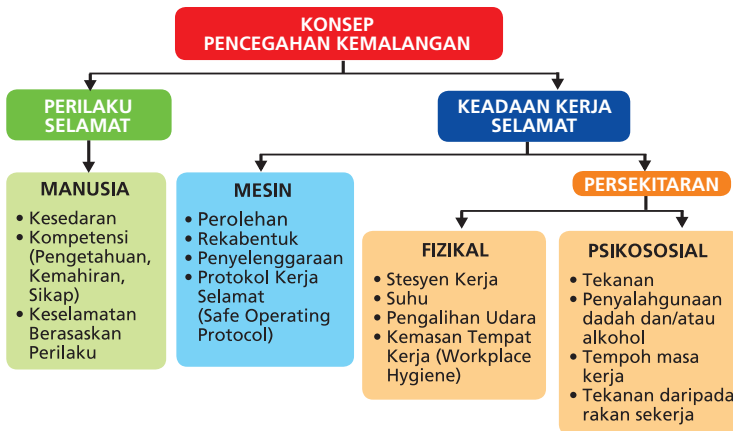 KONSEP
PENCEGAHAN KEMALANGAN
PERILAKU
SELAMAT
KEADAAN KERJA
SELAMAT
MANUSIA
• Kesedaran
• Kompetensi
(Pengetahuan,
Kemahiran,
Sikap)
• Keselamatan
Berasaskan
Perilaku
MESIN
• Perolehan
• Rekabentuk
• Penyelenggaraan
• Protokol Kerja
Selamat
(Safe Operating
Protocol)
PERSEKITARAN
FIZIKAL
• Stesyen Kerja
• Suhu
• Pengalihan Udara
• Kemasan Tempat
Kerja (Workplace
Hygiene)
PSIKOSOSIAL
• Tekanan
• Penyalahgunaan
dadah dan/atau
alkohol
• Tempoh masa
kerja
• Tekanan daripada
rakan sekerja